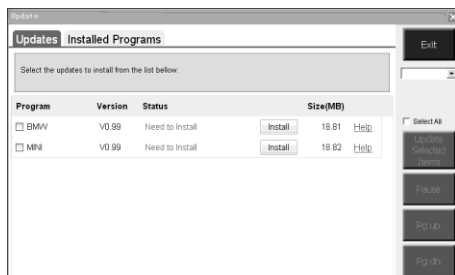 Update
Updates Installed Programs
Select the updates to install from the list bellow:
Program Version Status Size(MB)
BMW V0.99 Need to Install Install 18.81 Help
MINI V0.99 Need to Install Install 18.82 Help
Exit
Select All
Update
Selected
Items
Pause
Pg up
Pg dn